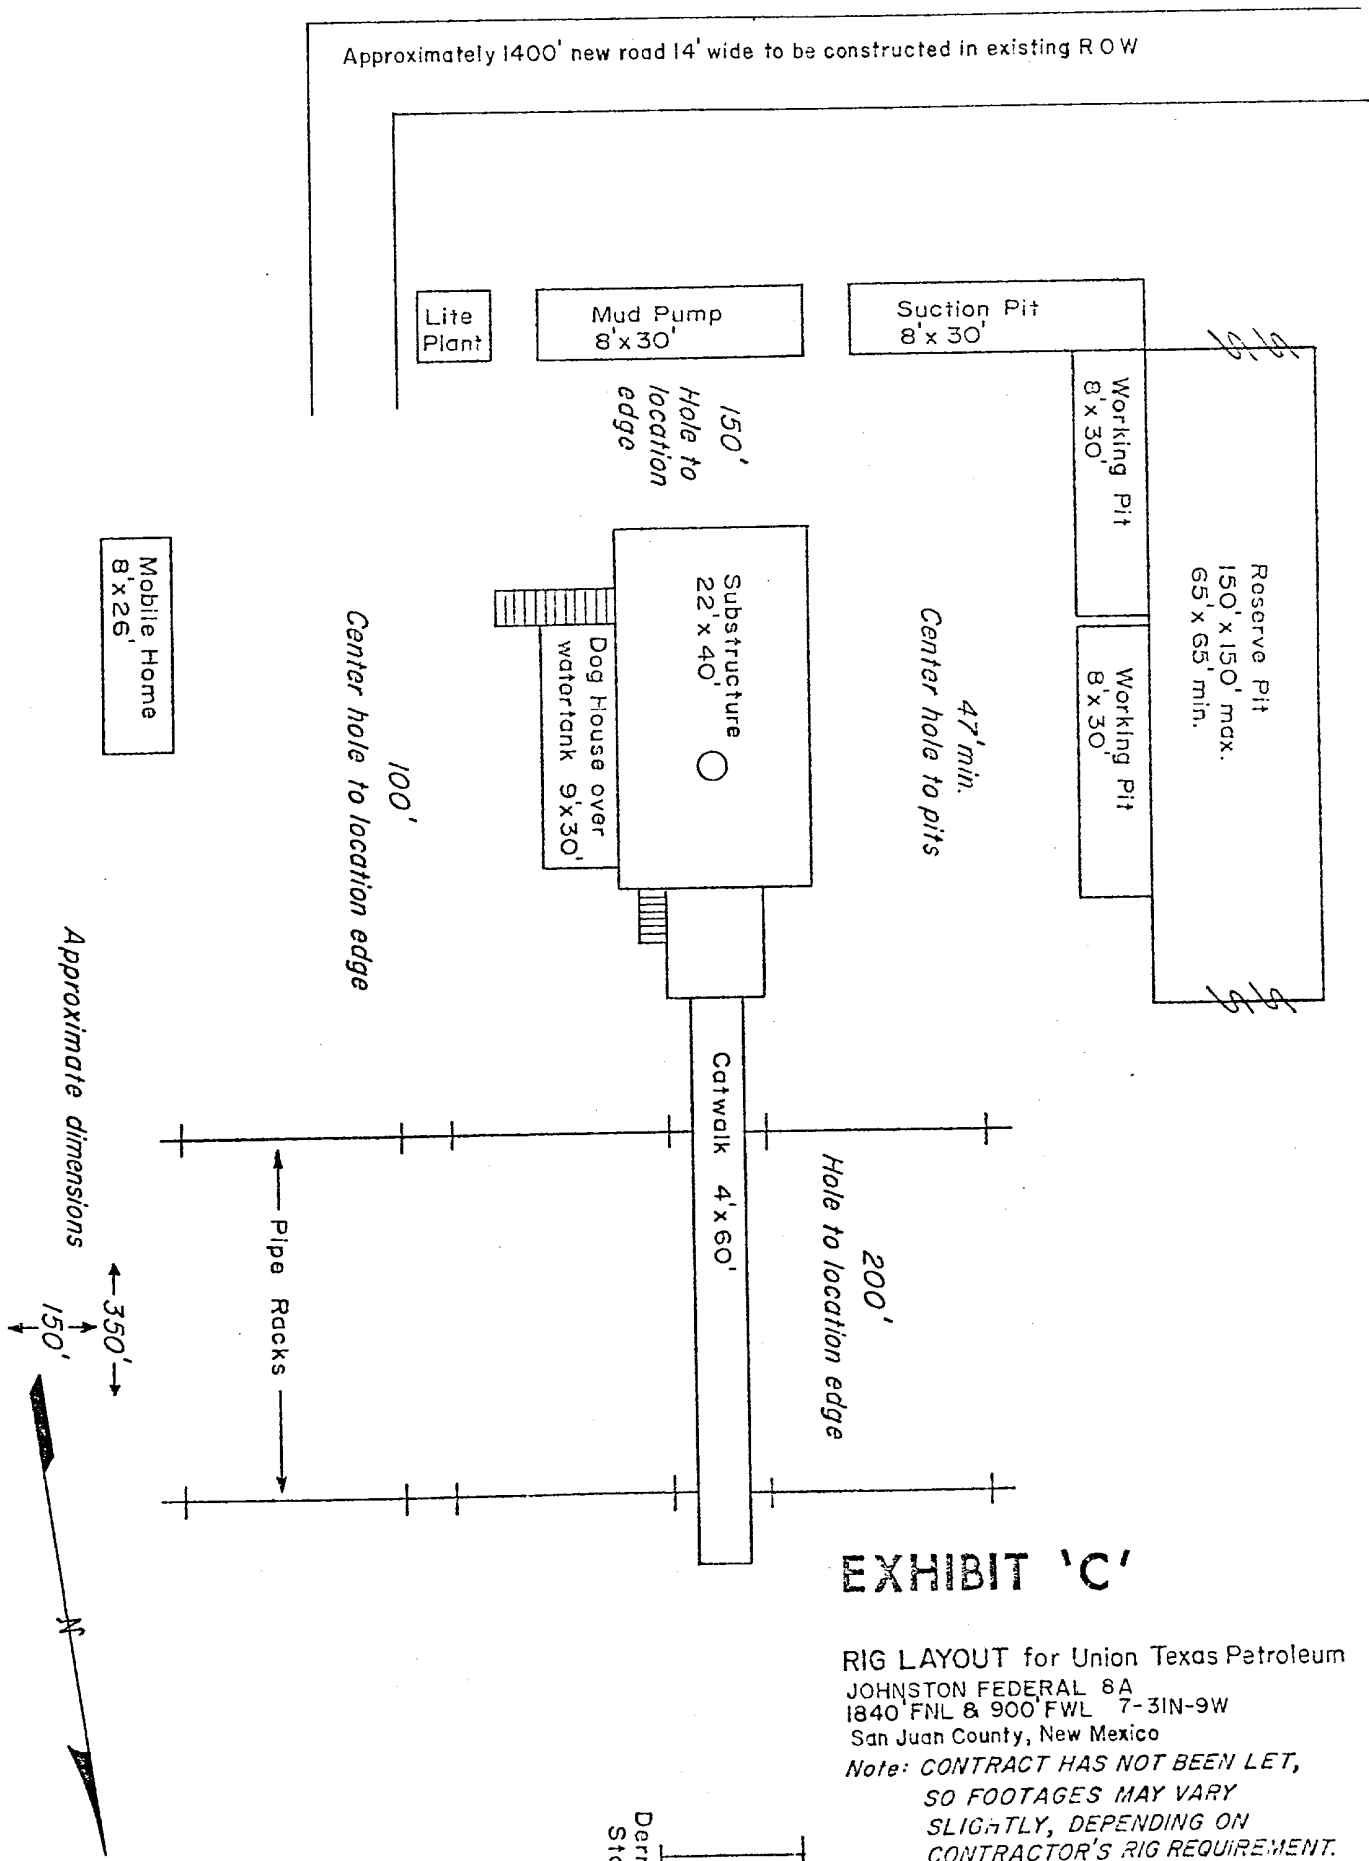 Approximately 1400' new road 14' wide to be constructed in existing R O W
Lite
Plant
Mud Pump
8'x30'
Suction Pit
8'x 30'
Working Pit
8'x 30'
Working Pit
8'x 30'
Reserve Pit
150' x 150' max.
65' x 65' min.
150'
Hole to
location
edge
Mobile Home
8'x26'
Substructure
22'x 40'
Dog House over
watertank 9'x30'
47' min.
Center hole to pits
100'
Center hole to location edge
Catwalk 4'x60'
200'
Hole to location edge
Pipe Racks
Approximate dimensions
350'
150'
N
EXHIBIT 'C'
RIG LAYOUT for Union Texas Petroleum
JOHNSTON FEDERAL 8A
1840'FNL & 900'FWL 7-31N-9W
San Juan County, New Mexico
Note: CONTRACT HAS NOT BEEN LET,
SO FOOTAGES MAY VARY
SLIGHTLY, DEPENDING ON
CONTRACTOR'S RIG REQUIREMENT.